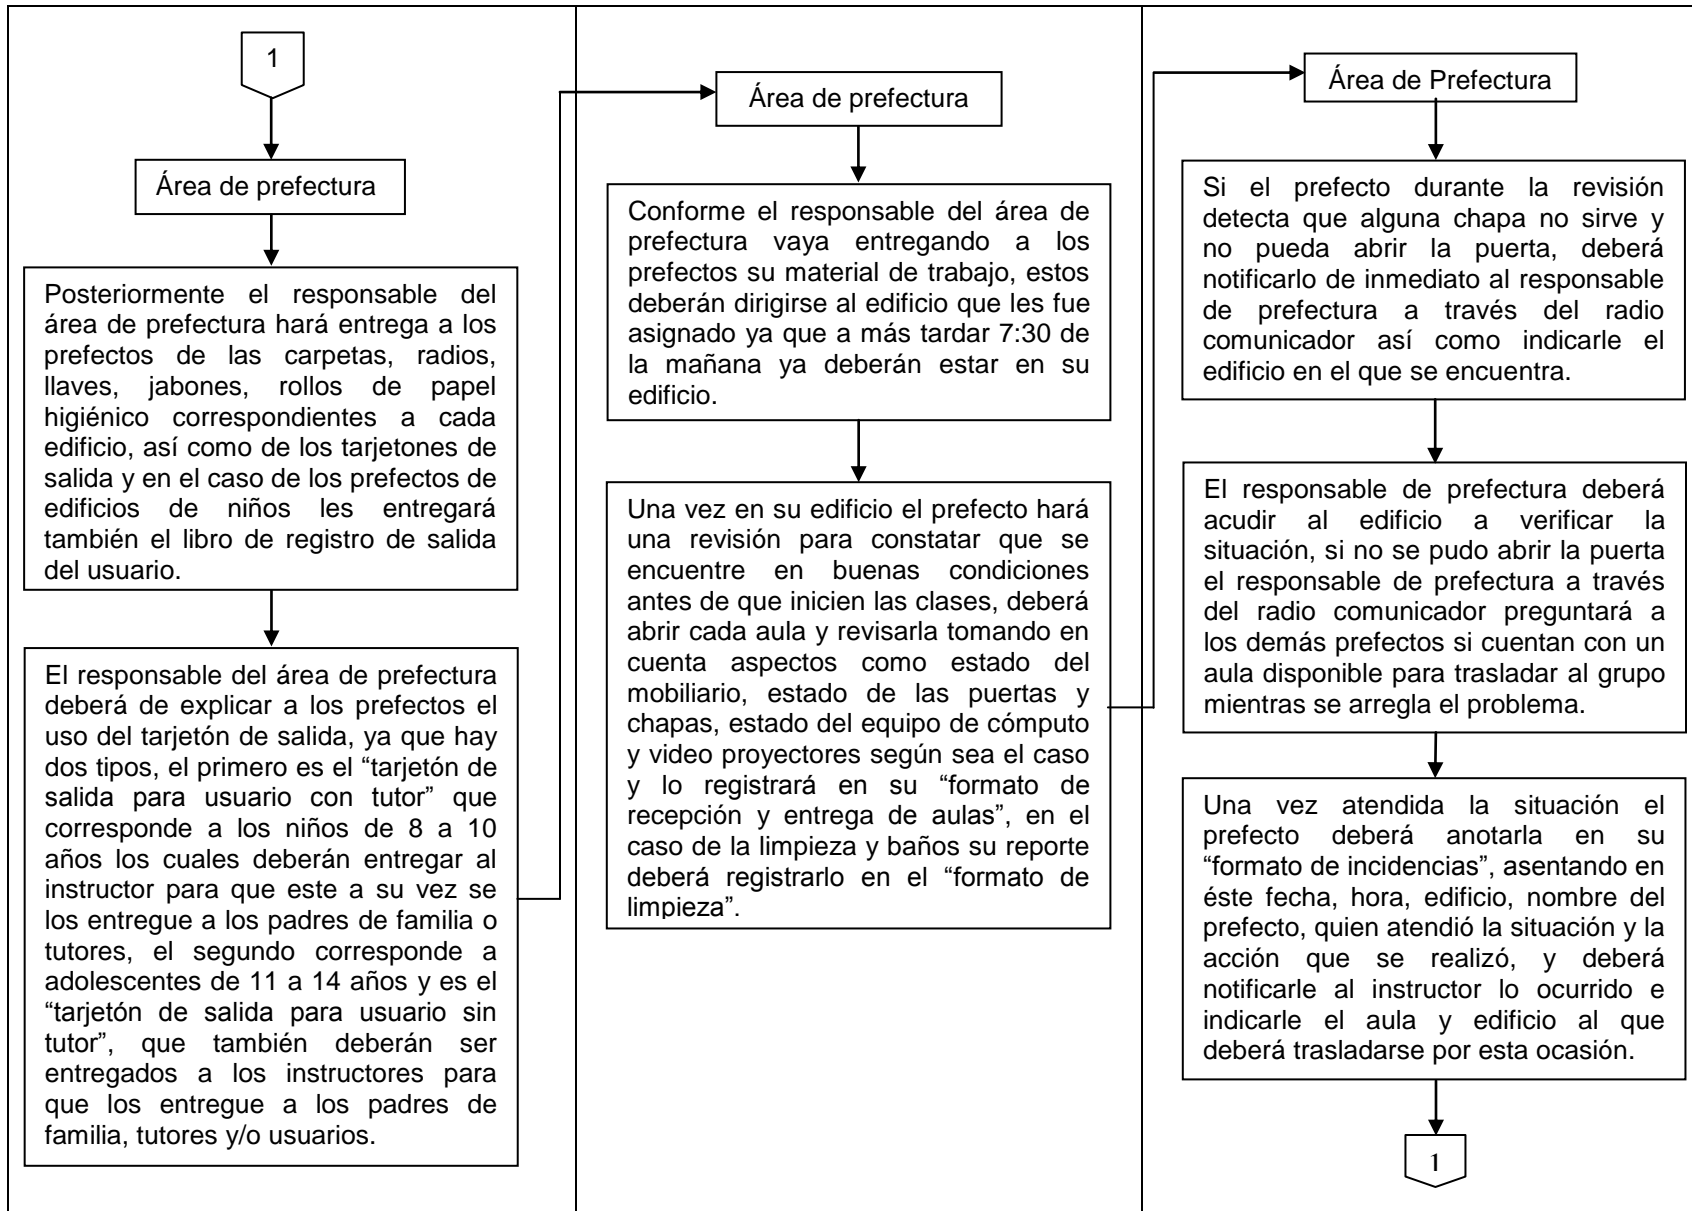 1
Área de prefectura
Posteriormente el responsable del
área de prefectura hará entrega a los
prefectos de las carpetas, radios,
llaves, jabones, rollos de papel
higiénico correspondientes a cada
edificio, así como de los tarjetones de
salida y en el caso de los prefectos de
edificios de niños les entregará
también el libro de registro de salida
del usuario.
El responsable del área de prefectura
deberá de explicar a los prefectos el
uso del tarjetón de salida, ya que hay
dos tipos, el primero es el “tarjetón de
salida para usuario con tutor” que
corresponde a los niños de 8 a 10
años los cuales deberán entregar al
instructor para que este a su vez se
los entregue a los padres de familia o
tutores, el segundo corresponde a
adolescentes de 11 a 14 años y es el
“tarjetón de salida para usuario sin
tutor”, que también deberán ser
entregados a los instructores para
que los entregue a los padres de
familia, tutores y/o usuarios.
Área de prefectura
Conforme el responsable del área de
prefectura vaya entregando a los
prefectos su material de trabajo, estos
deberán dirigirse al edificio que les fue
asignado ya que a más tardar 7:30 de
la mañana ya deberán estar en su
edificio.
Una vez en su edificio el prefecto hará
una revisión para constatar que se
encuentre en buenas condiciones
antes de que inicien las clases, deberá
abrir cada aula y revisarla tomando en
cuenta aspectos como estado del
mobiliario, estado de las puertas y
chapas, estado del equipo de cómputo
y video proyectores según sea el caso
y lo registrará en su “formato de
recepción y entrega de aulas”, en el
caso de la limpieza y baños su reporte
deberá registrarlo en el “formato de
limpieza”.
Área de Prefectura
Si el prefecto durante la revisión
detecta que alguna chapa no sirve y
no pueda abrir la puerta, deberá
notificarlo de inmediato al responsable
de prefectura a través del radio
comunicador así como indicarle el
edificio en el que se encuentra.
El responsable de prefectura deberá
acudir al edificio a verificar la
situación, si no se pudo abrir la puerta
el responsable de prefectura a través
del radio comunicador preguntará a
los demás prefectos si cuentan con un
aula disponible para trasladar al grupo
mientras se arregla el problema.
Una vez atendida la situación el
prefecto deberá anotarla en su
“formato de incidencias”, asentando en
éste fecha, hora, edificio, nombre del
prefecto, quien atendió la situación y la
acción que se realizó, y deberá
notificarle al instructor lo ocurrido e
indicarle el aula y edificio al que
deberá trasladarse por esta ocasión.
1